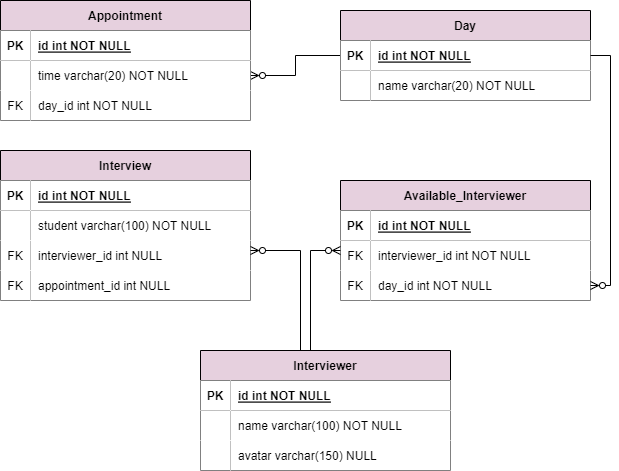 Appointment
PK id int NOT NULL
time varchar(20) NOT NULL
FK day_id int NOT NULL
Day
PK id int NOT NULL
name varchar(20) NOT NULL
Interview
PK id int NOT NULL
student varchar(100) NOT NULL
FK interviewer_id int NULL
FK appointment_id int NULL
Available_Interviewer
PK id int NOT NULL
FK interviewer_id int NOT NULL
FK day_id int NOT NULL
Interviewer
PK id int NOT NULL
name varchar(100) NOT NULL
avatar varchar(150) NULL